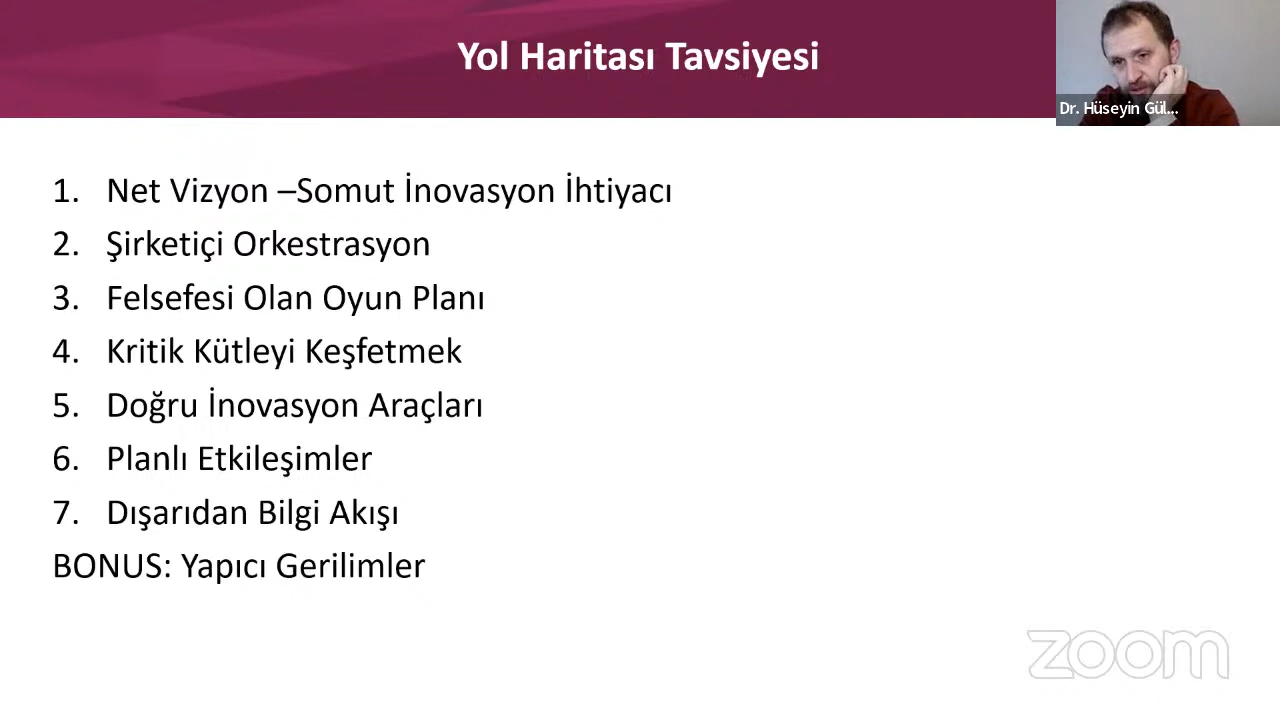 Yol Haritası Tavsiyesi
Dr. Hüseyin Gül...
1. Net Vizyon –Somut İnovasyon İhtiyacı
2. Şirketiçi Orkestrasyon
3. Felsefesi Olan Oyun Planı
4. Kritik Kütleyi Keşfetmek
5. Doğru İnovasyon Araçları
6. Planlı Etkileşimler
7. Dışarıdan Bilgi Akışı
BONUS: Yapıcı Gerilimler
zoom